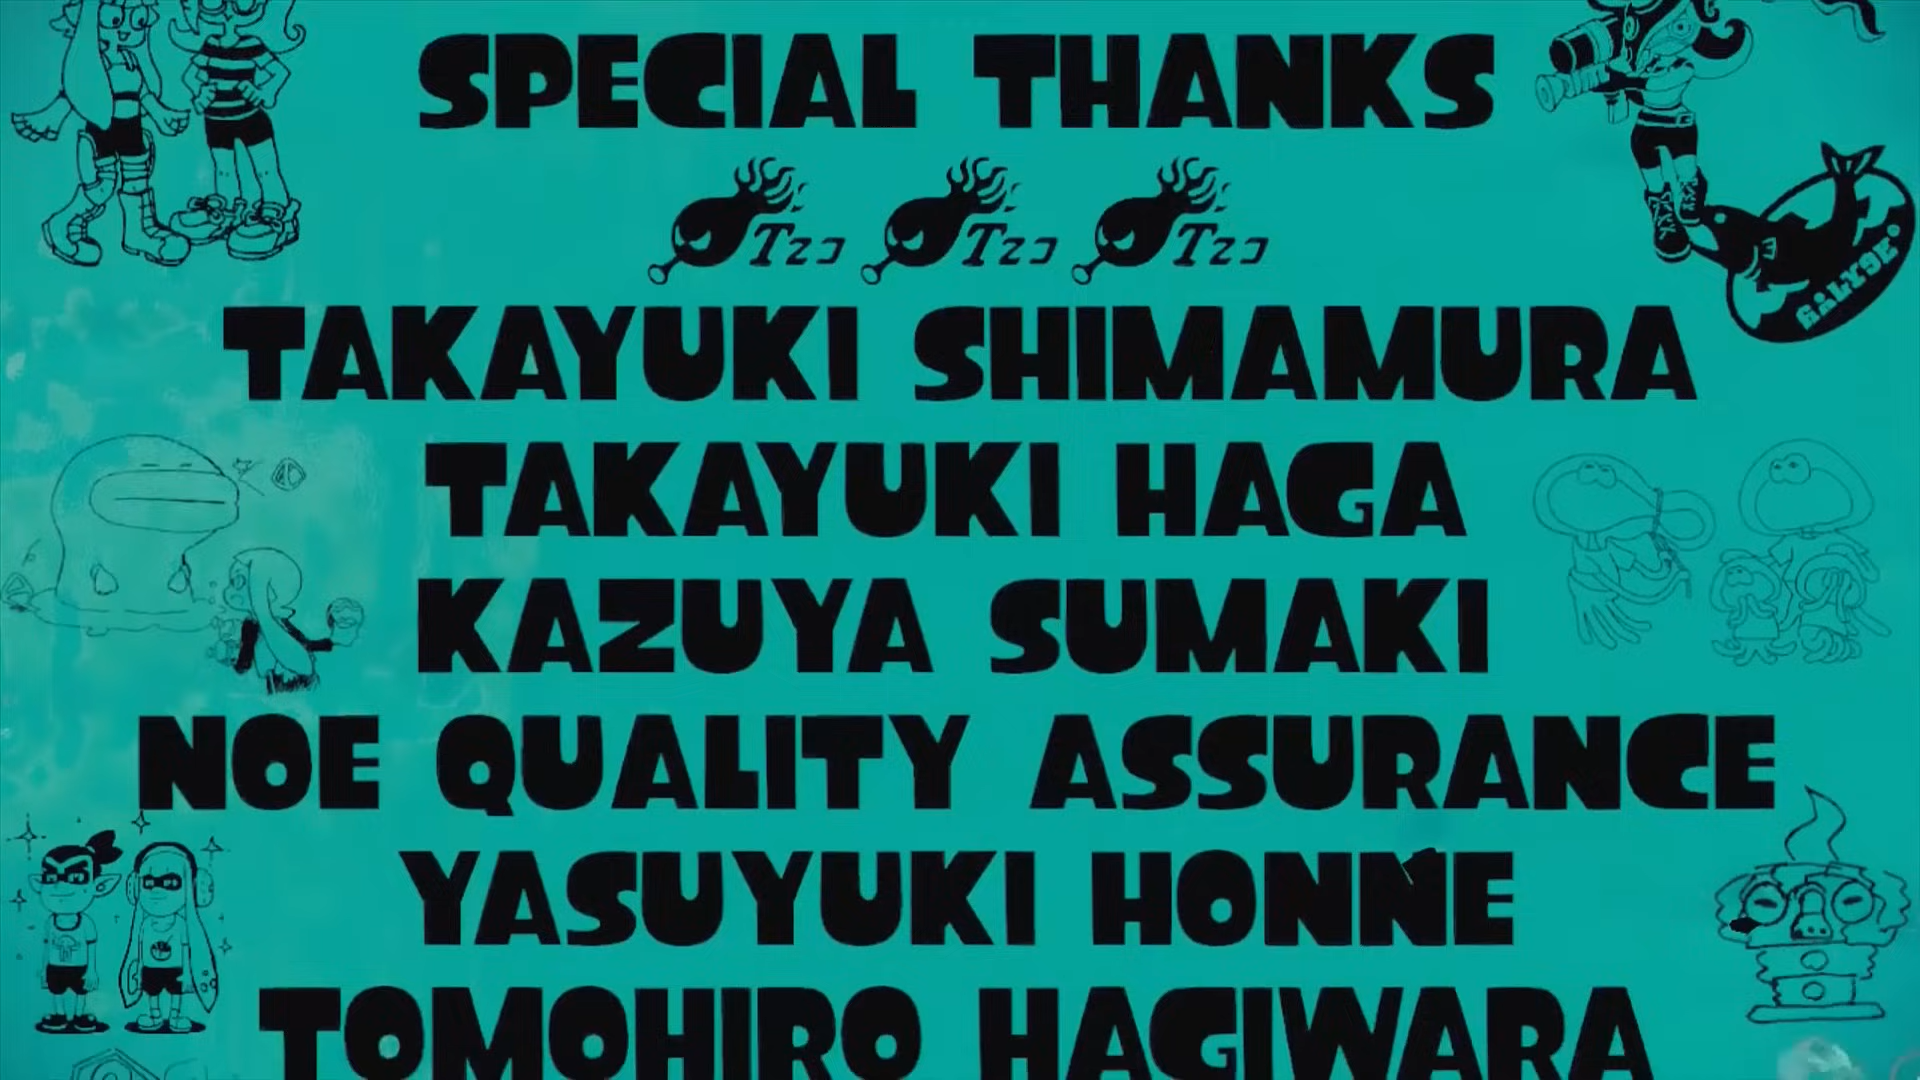 SPECIAL THANKS
TAKAYUKI SHIMAMURA
TAKAYUKI HAGA
KAZUYA SUMAKI
NOE QUALITY ASSURANCE
YASUYUKI HONNE
TOMOHIRO HAGIWARA